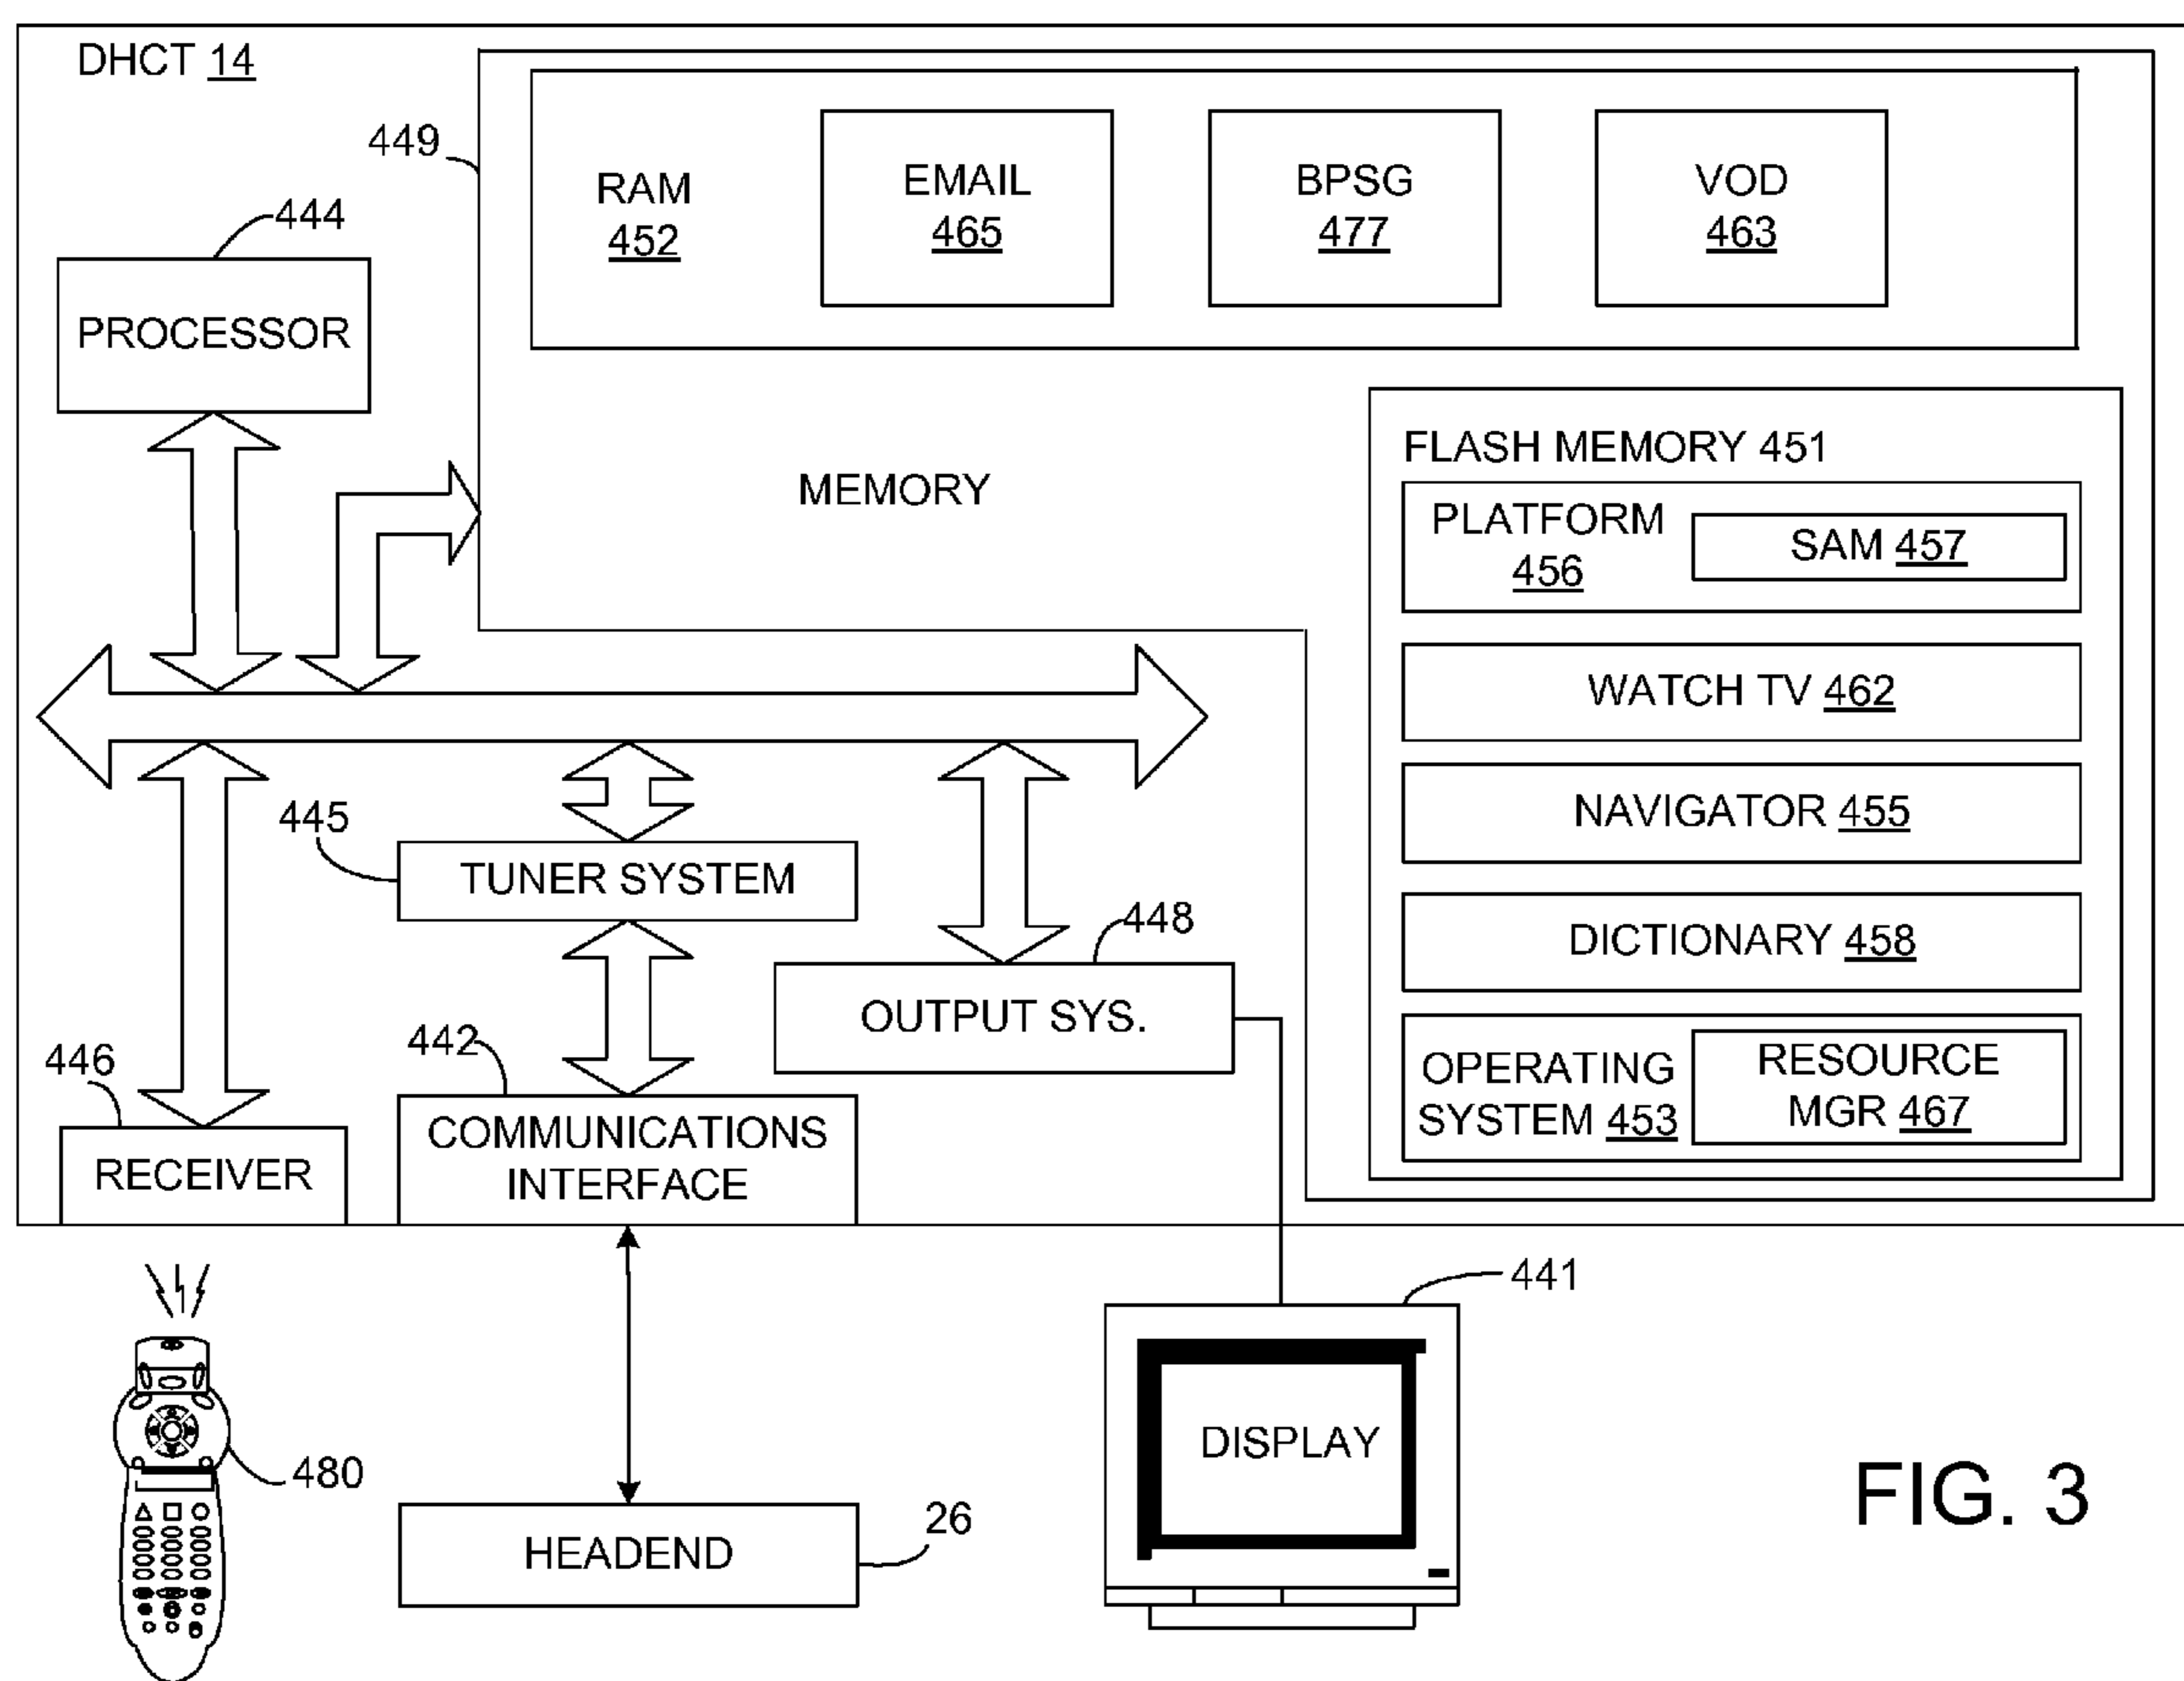 DHCT 14
449
RAM
452
EMAIL
465
BPSG
477
VOD
463
444
PROCESSOR
MEMORY
FLASH MEMORY 451
PLATFORM
456
SAM 457
WATCH TV 462
NAVIGATOR 455
DICTIONARY 458
OPERATING
SYSTEM 453
RESOURCE
MGR 467
445
TUNER SYSTEM
448
OUTPUT SYS.
446
RECEIVER
442
COMMUNICATIONS
INTERFACE
480
HEADEND
26
441
DISPLAY
FIG. 3